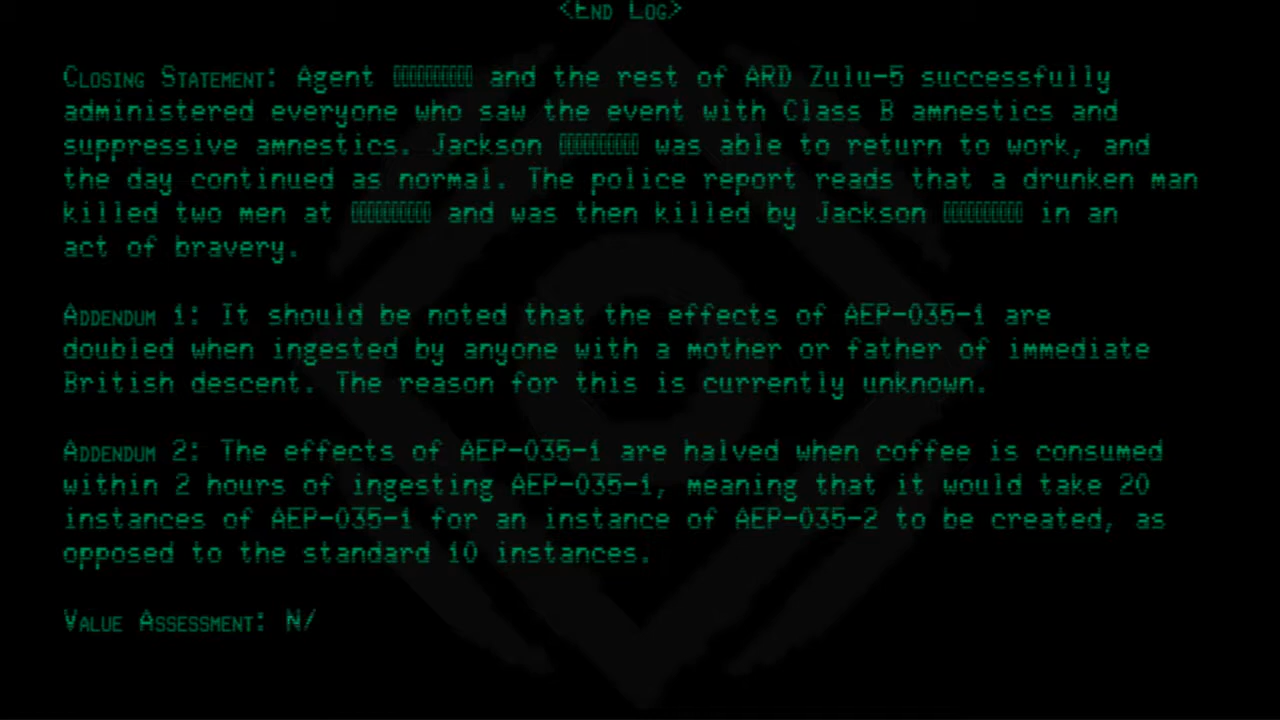 <End Log>
Closing Statement: Agent ▯▯▯▯▯▯▯▯▯▯ and the rest of ARD Zulu-5 successfully
administered everyone who saw the event with Class B amnestics and
suppressive amnestics. Jackson ▯▯▯▯▯▯▯▯▯▯ was able to return to work, and
the day continued as normal. The police report reads that a drunken man
killed two men at ▯▯▯▯▯▯▯▯▯▯ and was then killed by Jackson ▯▯▯▯▯▯▯▯▯▯ in an
act of bravery.
Addendum 1: It should be noted that the effects of AEP-035-1 are
doubled when ingested by anyone with a mother or father of immediate
British descent. The reason for this is currently unknown.
Addendum 2: The effects of AEP-035-1 are halved when coffee is consumed
within 2 hours of ingesting AEP-035-1, meaning that it would take 20
instances of AEP-035-1 for an instance of AEP-035-2 to be created, as
opposed to the standard 10 instances.
Value Assessment: N/